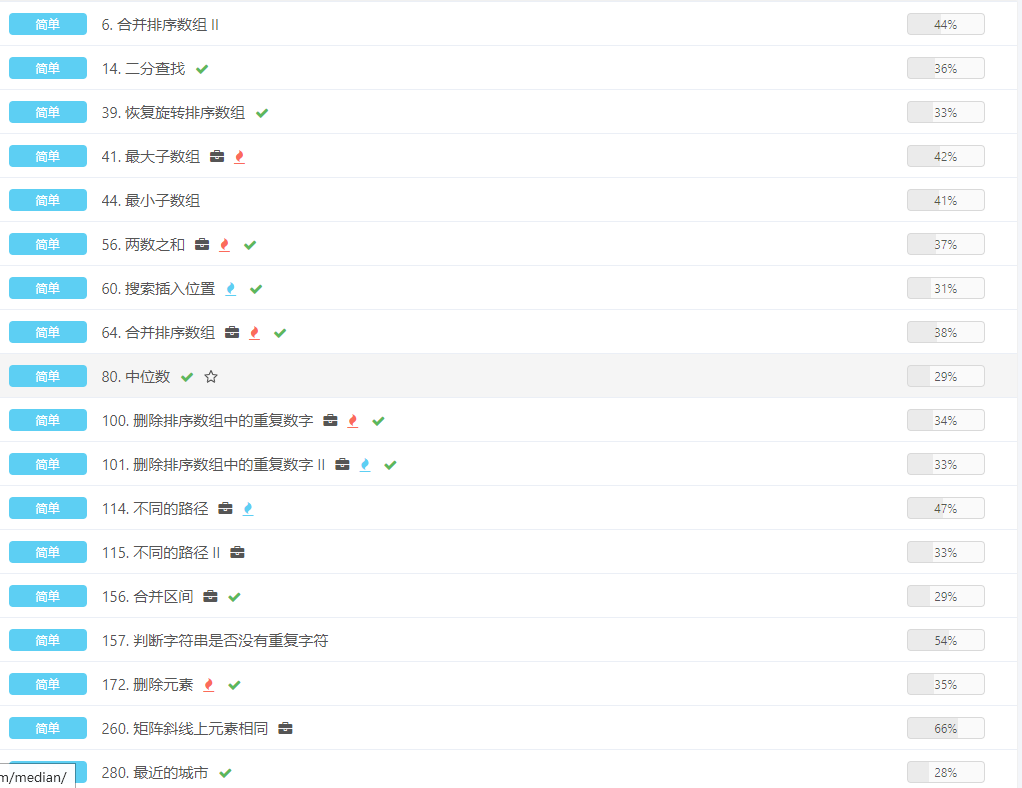 简单 6. 合并排序数组 II 44%
简单 14. 二分查找 36%
简单 39. 恢复旋转排序数组 33%
简单 41. 最大子数组 42%
简单 44. 最小子数组 41%
简单 56. 两数之和 37%
简单 60. 搜索插入位置 31%
简单 64. 合并排序数组 38%
简单 80. 中位数 29%
简单 100. 删除排序数组中的重复数字 34%
简单 101. 删除排序数组中的重复数字 II 33%
简单 114. 不同的路径 47%
简单 115. 不同的路径 II 33%
简单 156. 合并区间 29%
简单 157. 判断字符串是否没有重复字符 54%
简单 172. 删除元素 35%
简单 260. 矩阵斜线上元素相同 66%
280. 最近的城市 28%
m/median/